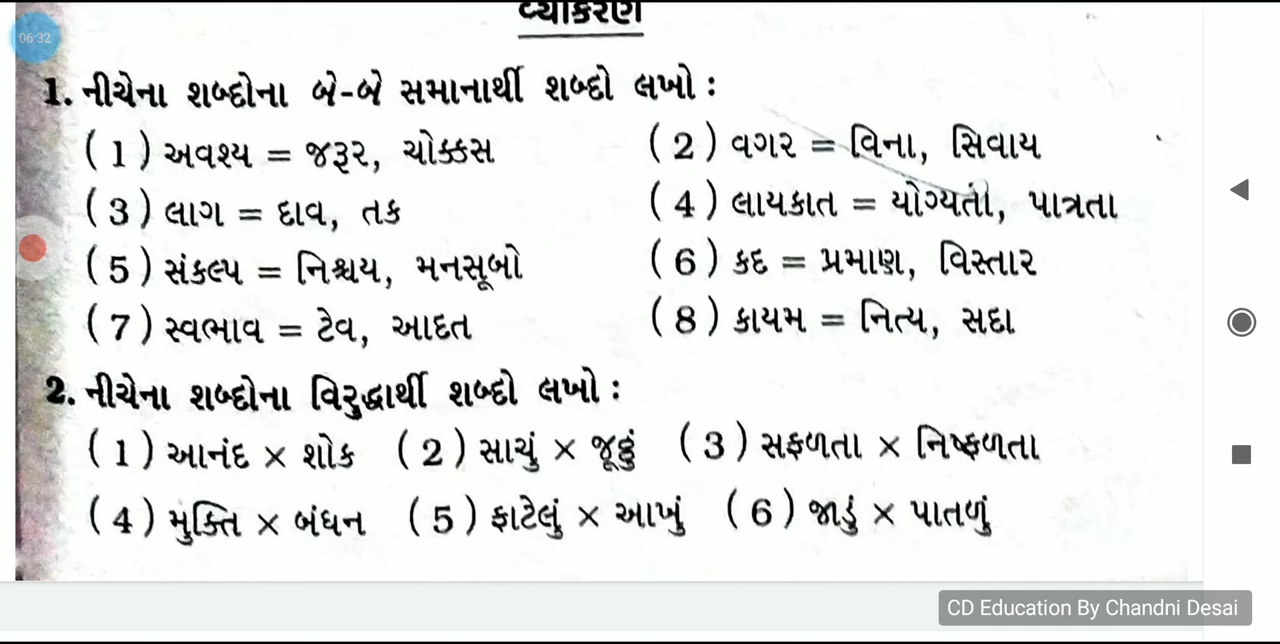 વ્યાકરણ
06:32
1. નીચેના શબ્દોના બે-બે સમાનાર્થી શબ્દો લખો :
(1) અવશ્ય = જરૂર, ચોક્કસ (2) વગર = વિના, સિવાય
(3) લાગ = દાવ, તક (4) લાયકાત = યોગ્યતા, પાત્રતા
(5) સંકલ્પ = નિશ્ચય, મનસૂબો (6) કદ = પ્રમાણ, વિસ્તાર
(7) સ્વભાવ = ટેવ, આદત (8) કાયમ = નિત્ય, સદા
2. નીચેના શબ્દોના વિરુદ્ધાર્થી શબ્દો લખો :
(1) આનંદ × શોક (2) સાચું × જૂઠું (3) સફળતા × નિષ્ફળતા
(4) મુક્તિ × બંધન (5) ફાટેલું × આખું (6) જાડું × પાતળું
CD Education By Chandni Desai